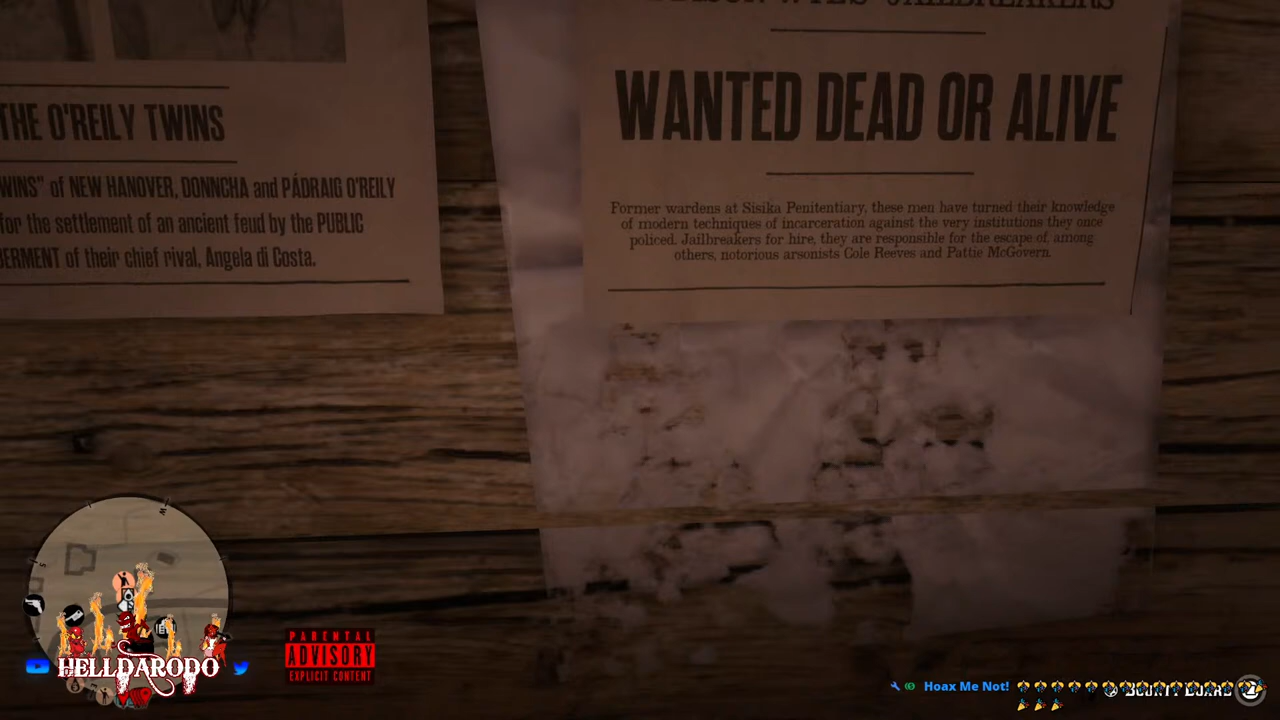 JAILBREAKERS
WANTED DEAD OR ALIVE
Former wardens at Sisika Penitentiary, these men have turned their knowledge
of modern techniques of incarceration against the very institutions they once
policed. Jailbreakers for hire, they are responsible for the escape of, among
others, notorious arsonists Cole Reeves and Pattie McGovern.
THE O'REILY TWINS
WINS" of NEW HANOVER, DONNCHA and PÁDRAIG O'REILY
for the settlement of an ancient feud by the PUBLIC
of their chief rival, Angela di Costa.
HELLDARODO
PARENTAL
ADVISORY
EXPLICIT CONTENT
Hoax Me Not!
BOUNTY BOARD